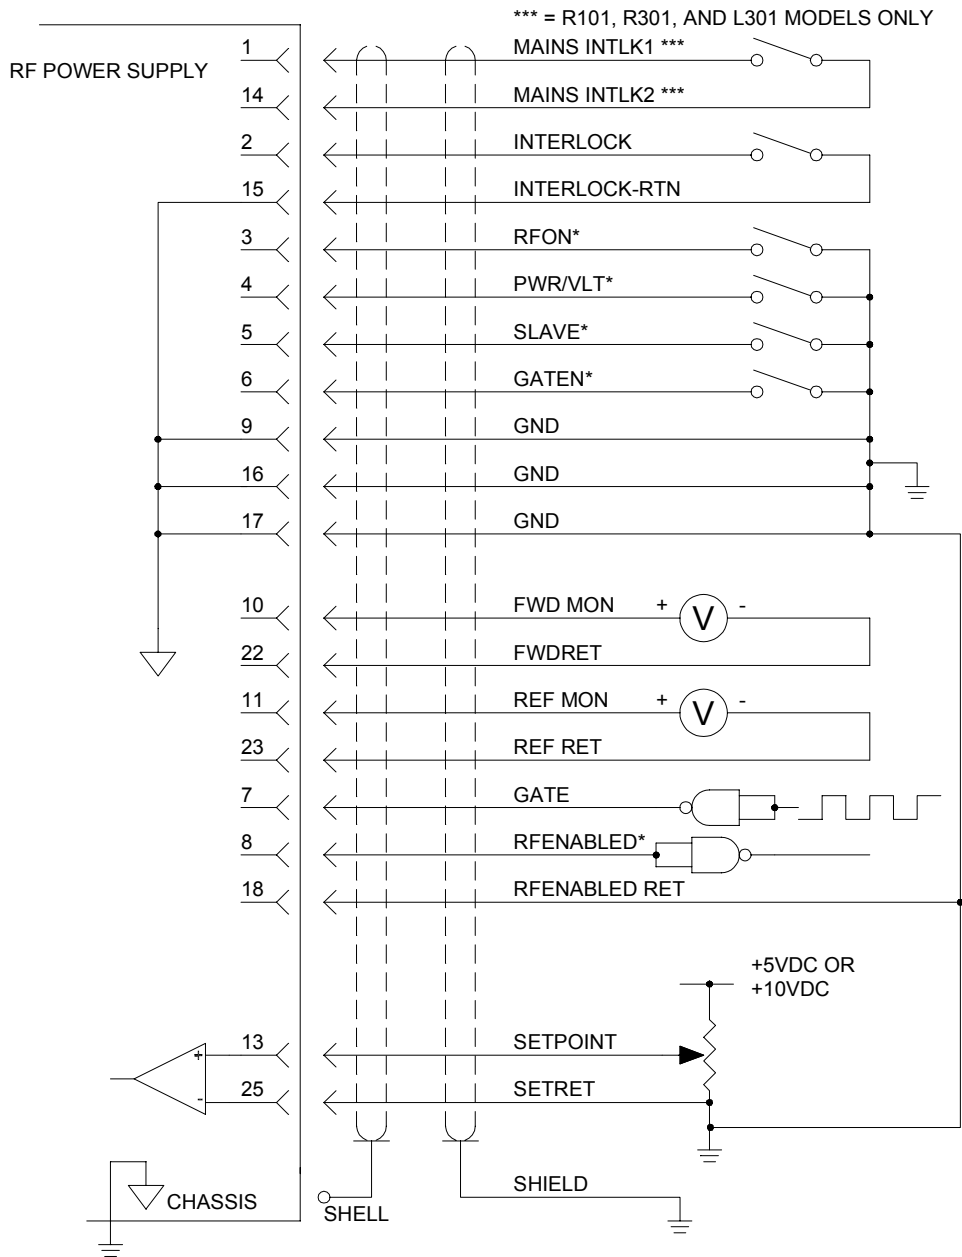 *** = R101, R301, AND L301 MODELS ONLY
RF POWER SUPPLY
1 MAINS INTLK1 ***
14 MAINS INTLK2 ***
2 INTERLOCK
15 INTERLOCK-RTN
3 RFON*
4 PWR/VLT*
5 SLAVE*
6 GATEN*
9 GND
16 GND
17 GND
10 FWD MON + V -
22 FWDRET
11 REF MON + V -
23 REF RET
7 GATE
8 RFENABLED*
18 RFENABLED RET
+5VDC OR
+10VDC
+ 13 SETPOINT
- 25 SETRET
CHASSIS
SHELL
SHIELD